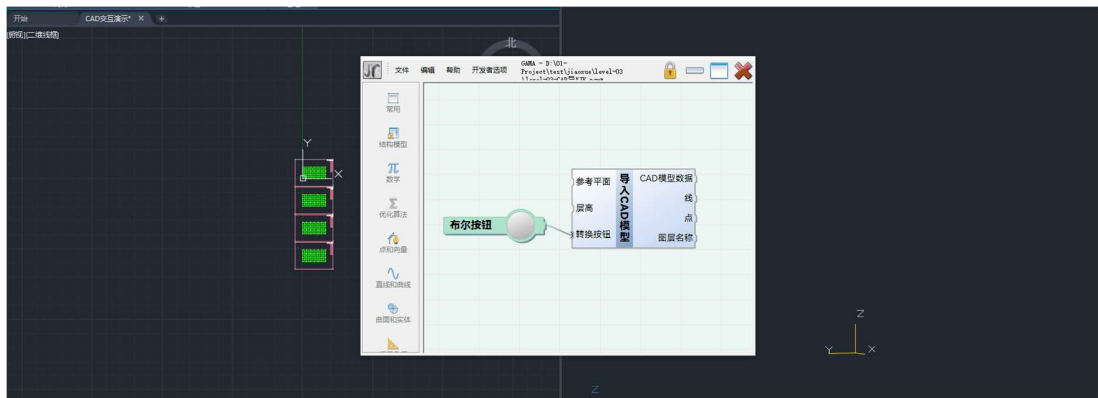 开始
CAD交互演示* × +
[俯视][二维线框]
北
Y
X
文件 编辑 帮助 开发者选项
GAMA - D:\01-
Project\test\jiaoxue\level-03
常用
结构模型
π
数学
Σ
优化算法
点和向量
直线和曲线
曲面和实体
布尔按钮
参考平面
层高
转换按钮
导入CAD模型
CAD模型数据
线
点
图层名称
Z
Y
X
Z